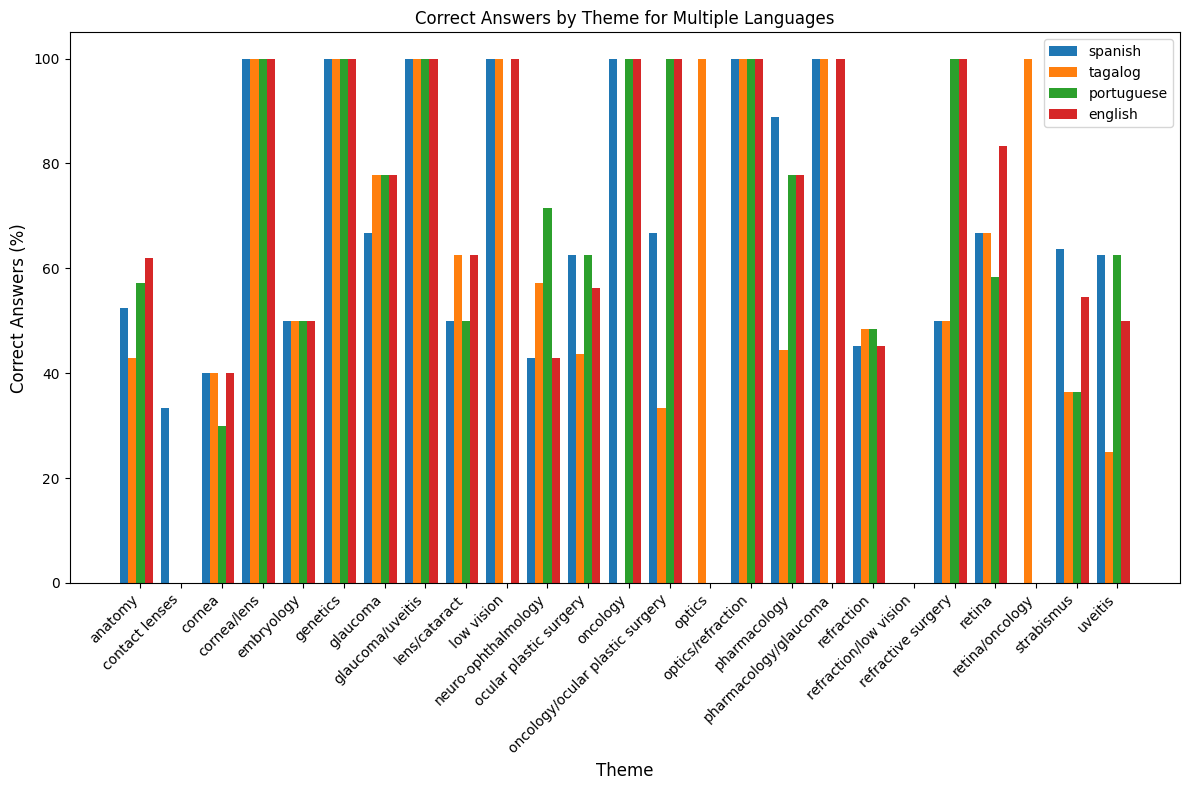 Correct Answers by Theme for Multiple Languages
spanish
tagalog
portuguese
english
Correct Answers (%)
100
80
60
40
20
0
anatomy
contact lenses
cornea
cornea/lens
embryology
genetics
glaucoma
glaucoma/uveitis
lens/cataract
low vision
neuro-ophthalmology
ocular plastic surgery
oncology
oncology/ocular plastic surgery
optics
optics/refraction
pharmacology
pharmacology/glaucoma
refraction
refraction/low vision
refractive surgery
retina
retina/oncology
strabismus
uveitis
Theme